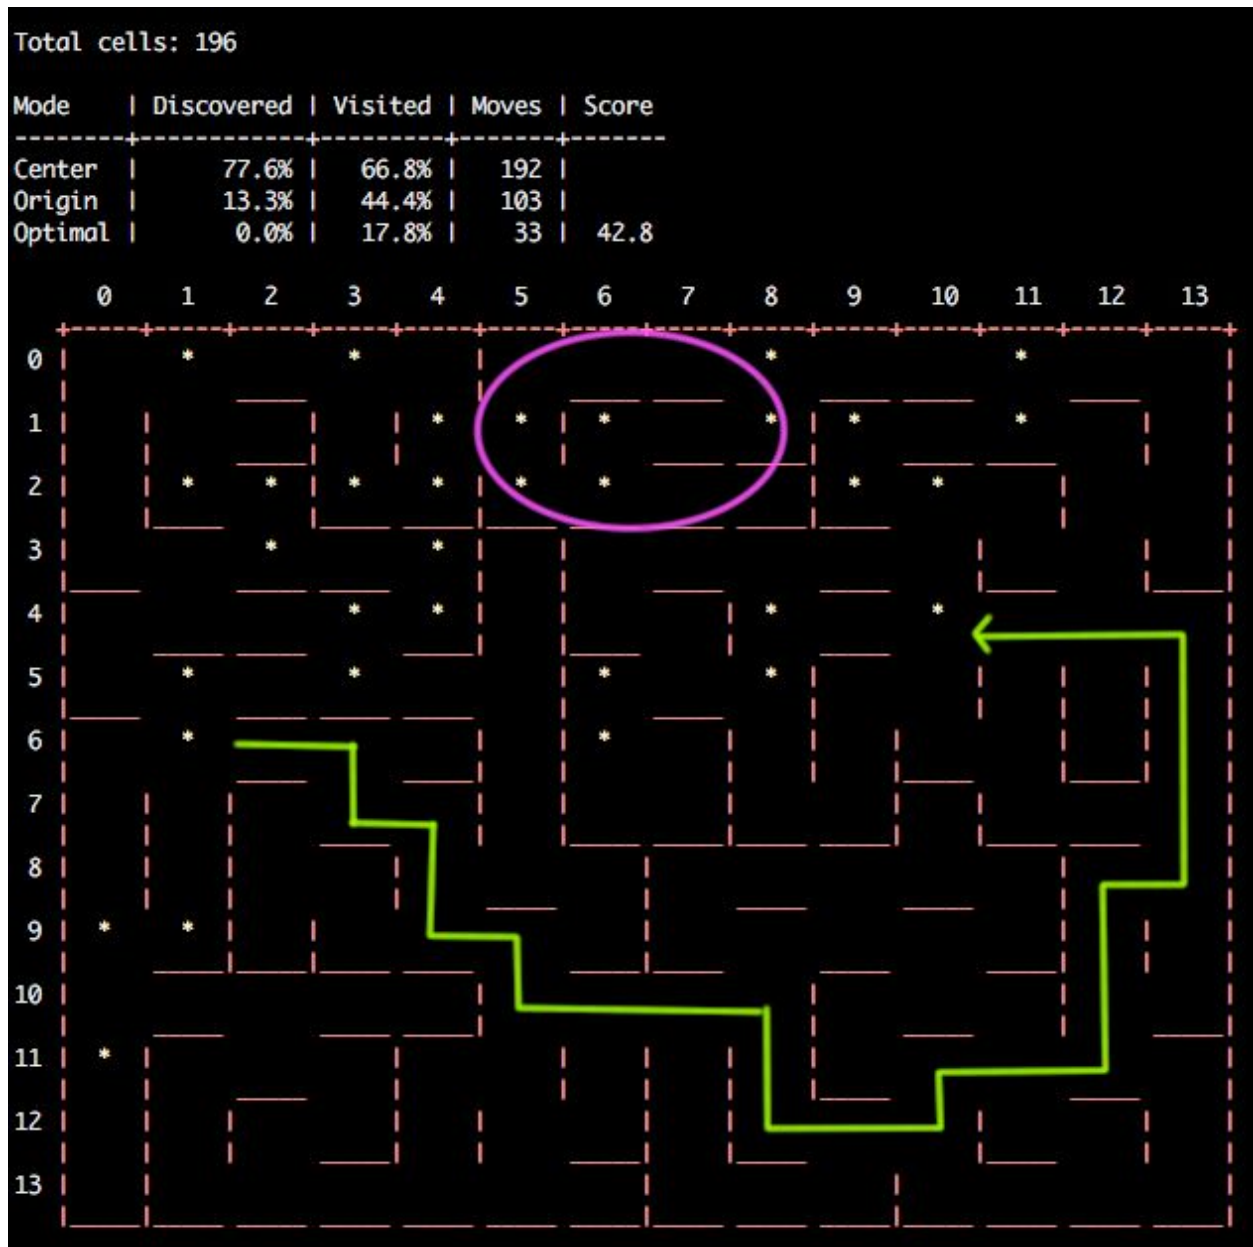 Total cells: 196
Mode | Discovered | Visited | Moves | Score
--------+------------+---------+-------+-------
Center | 77.6% | 66.8% | 192 |
Origin | 13.3% | 44.4% | 103 |
Optimal | 0.0% | 17.8% | 33 | 42.8
0 1 2 3 4 5 6 7 8 9 10 11 12 13
0 * * * *
1 * * * * * *
2 * * * * * * * *
3 * *
4 * * * *
5 * * * *
6 * *
7
8
9 * *
10
11 *
12
13